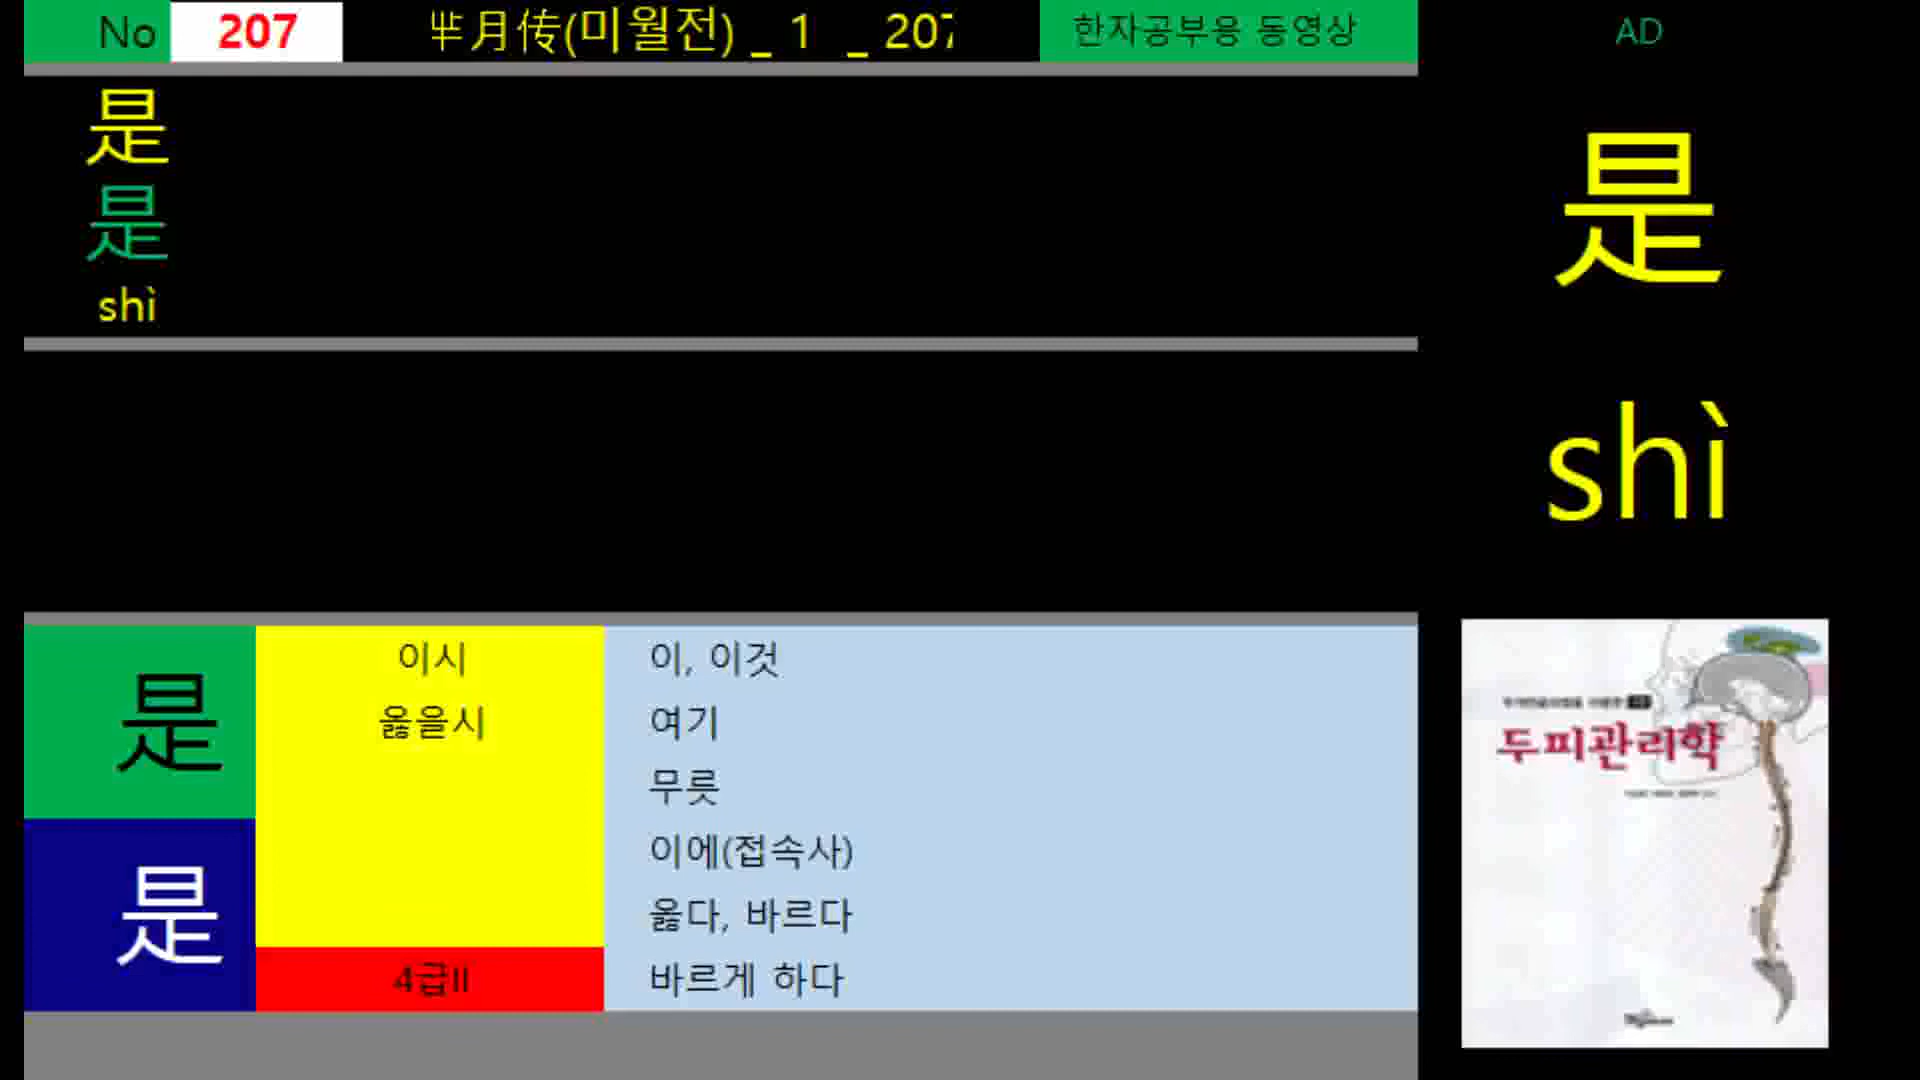 No 207 芈月传(미월전) _ 1 _ 207 한자공부용 동영상 AD
是
是
shì
是
shì
是
是
이시
옳을시
4급II
이, 이것
여기
무릇
이에(접속사)
옳다, 바르다
바르게 하다
두피관리학